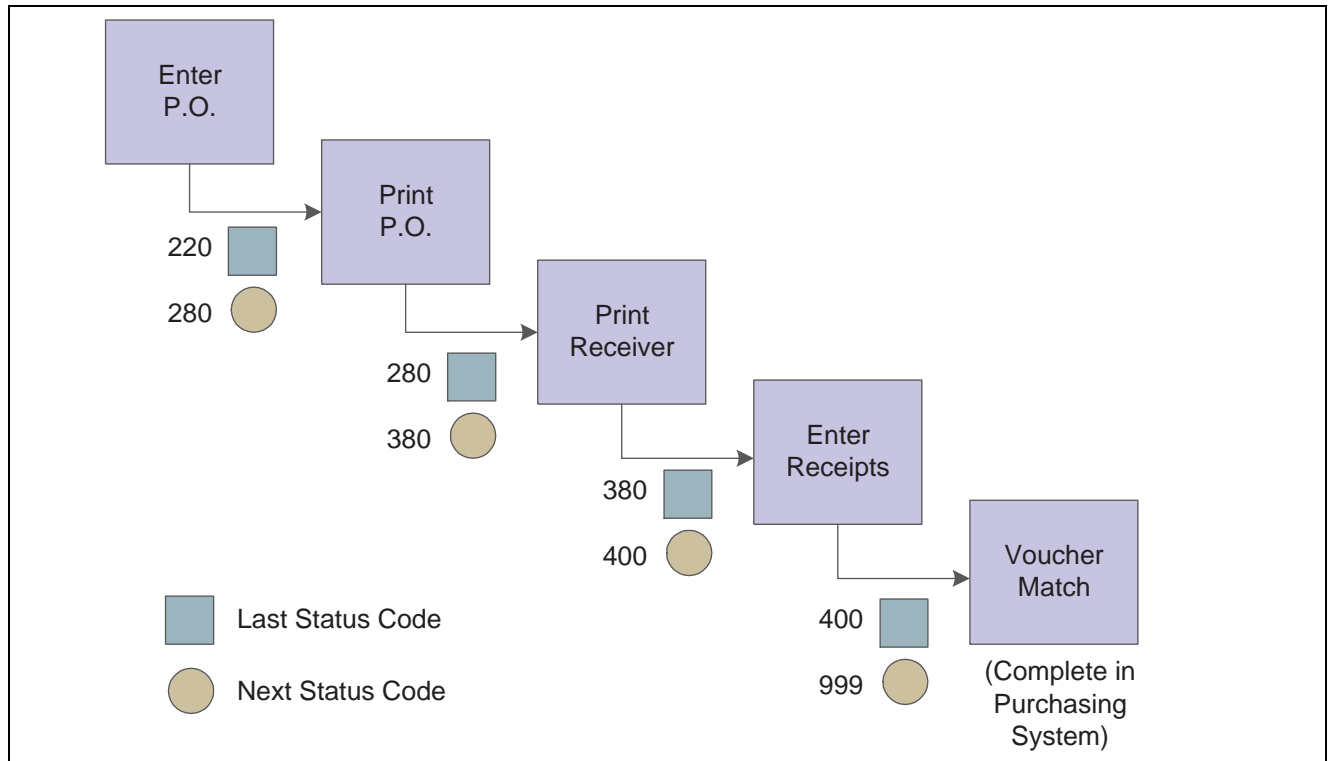 Enter
P.O.
Print
P.O.
220
280
Print
Receiver
280
380
Enter
Receipts
380
400
Voucher
Match
400
999
(Complete in
Purchasing
System)
Last Status Code
Next Status Code